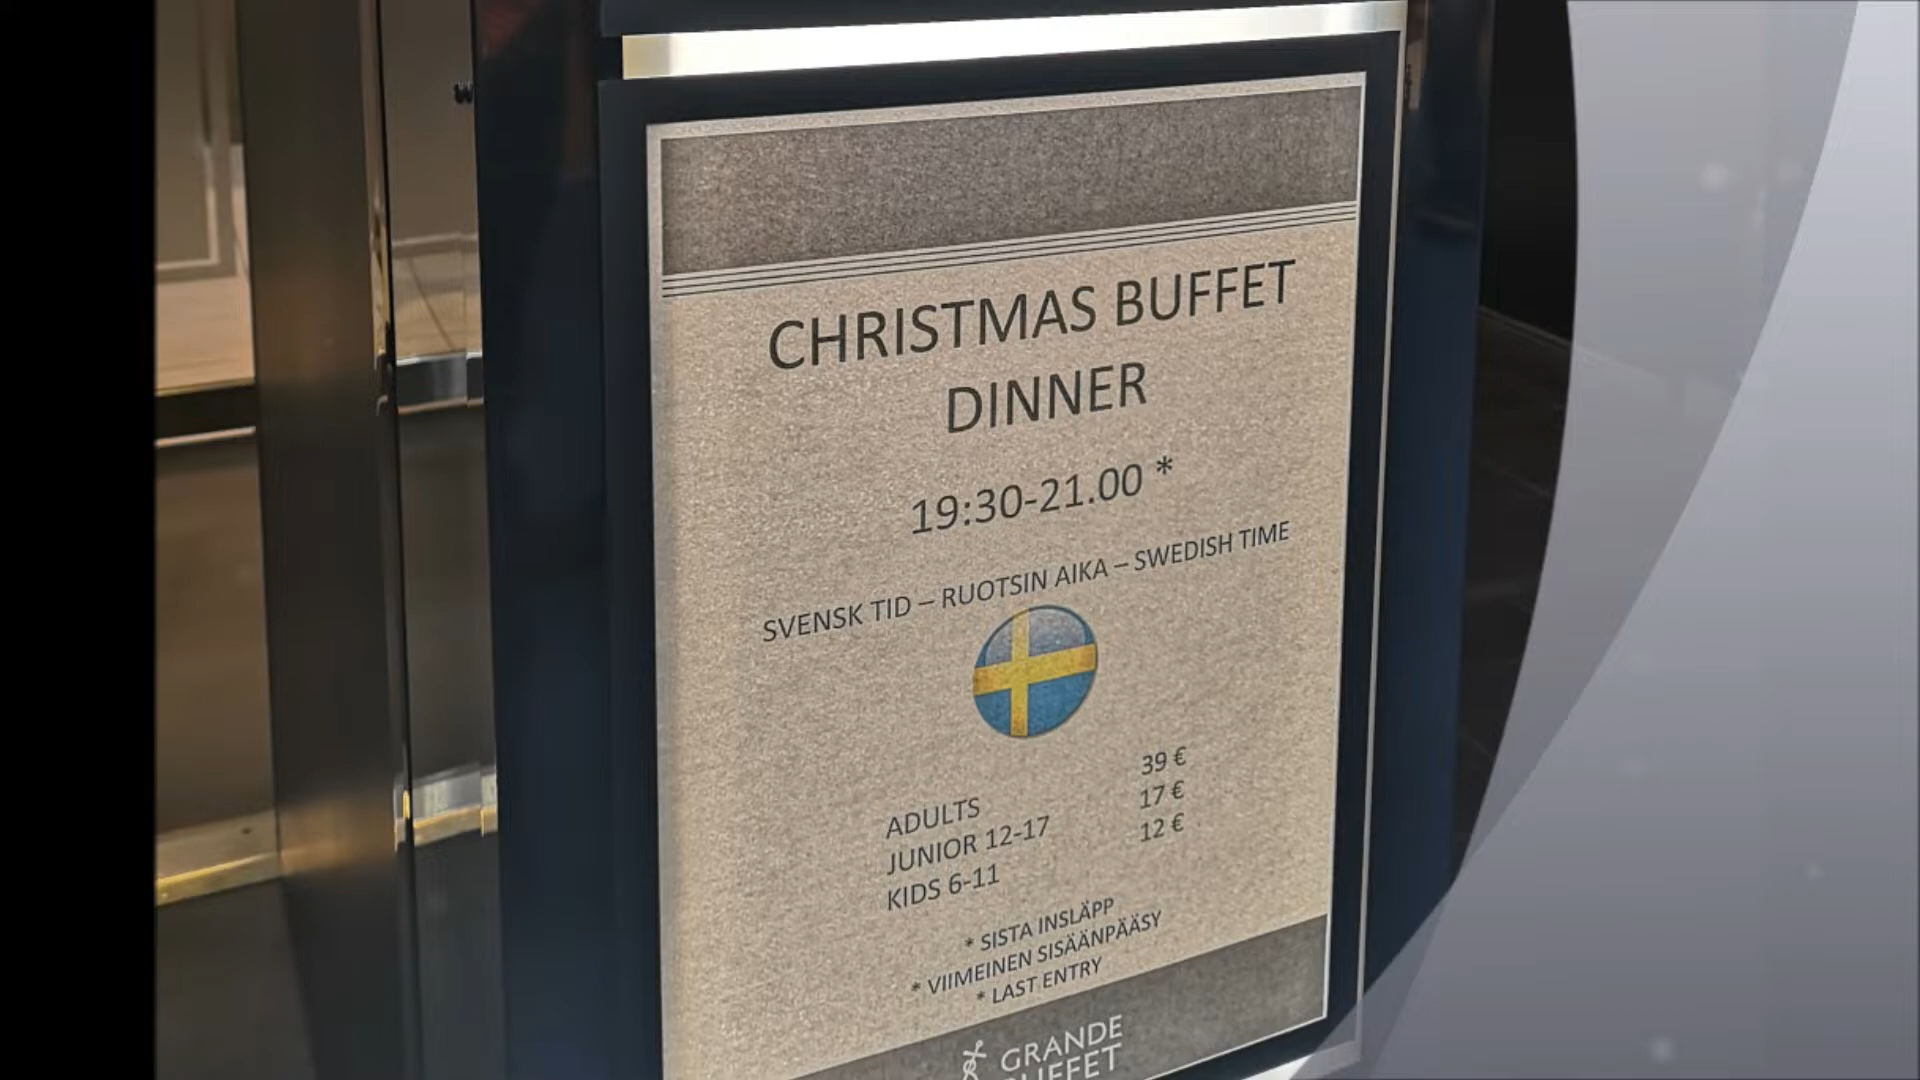 CHRISTMAS BUFFET
DINNER
19:30-21.00 *
SVENSK TID – RUOTSIN AIKA – SWEDISH TIME
ADULTS 39 €
JUNIOR 12-17 17 €
KIDS 6-11 12 €
* SISTA INSLÄPP
* VIIMEINEN SISÄÄNPÄÄSY
* LAST ENTRY
GRANDE
BUFFET